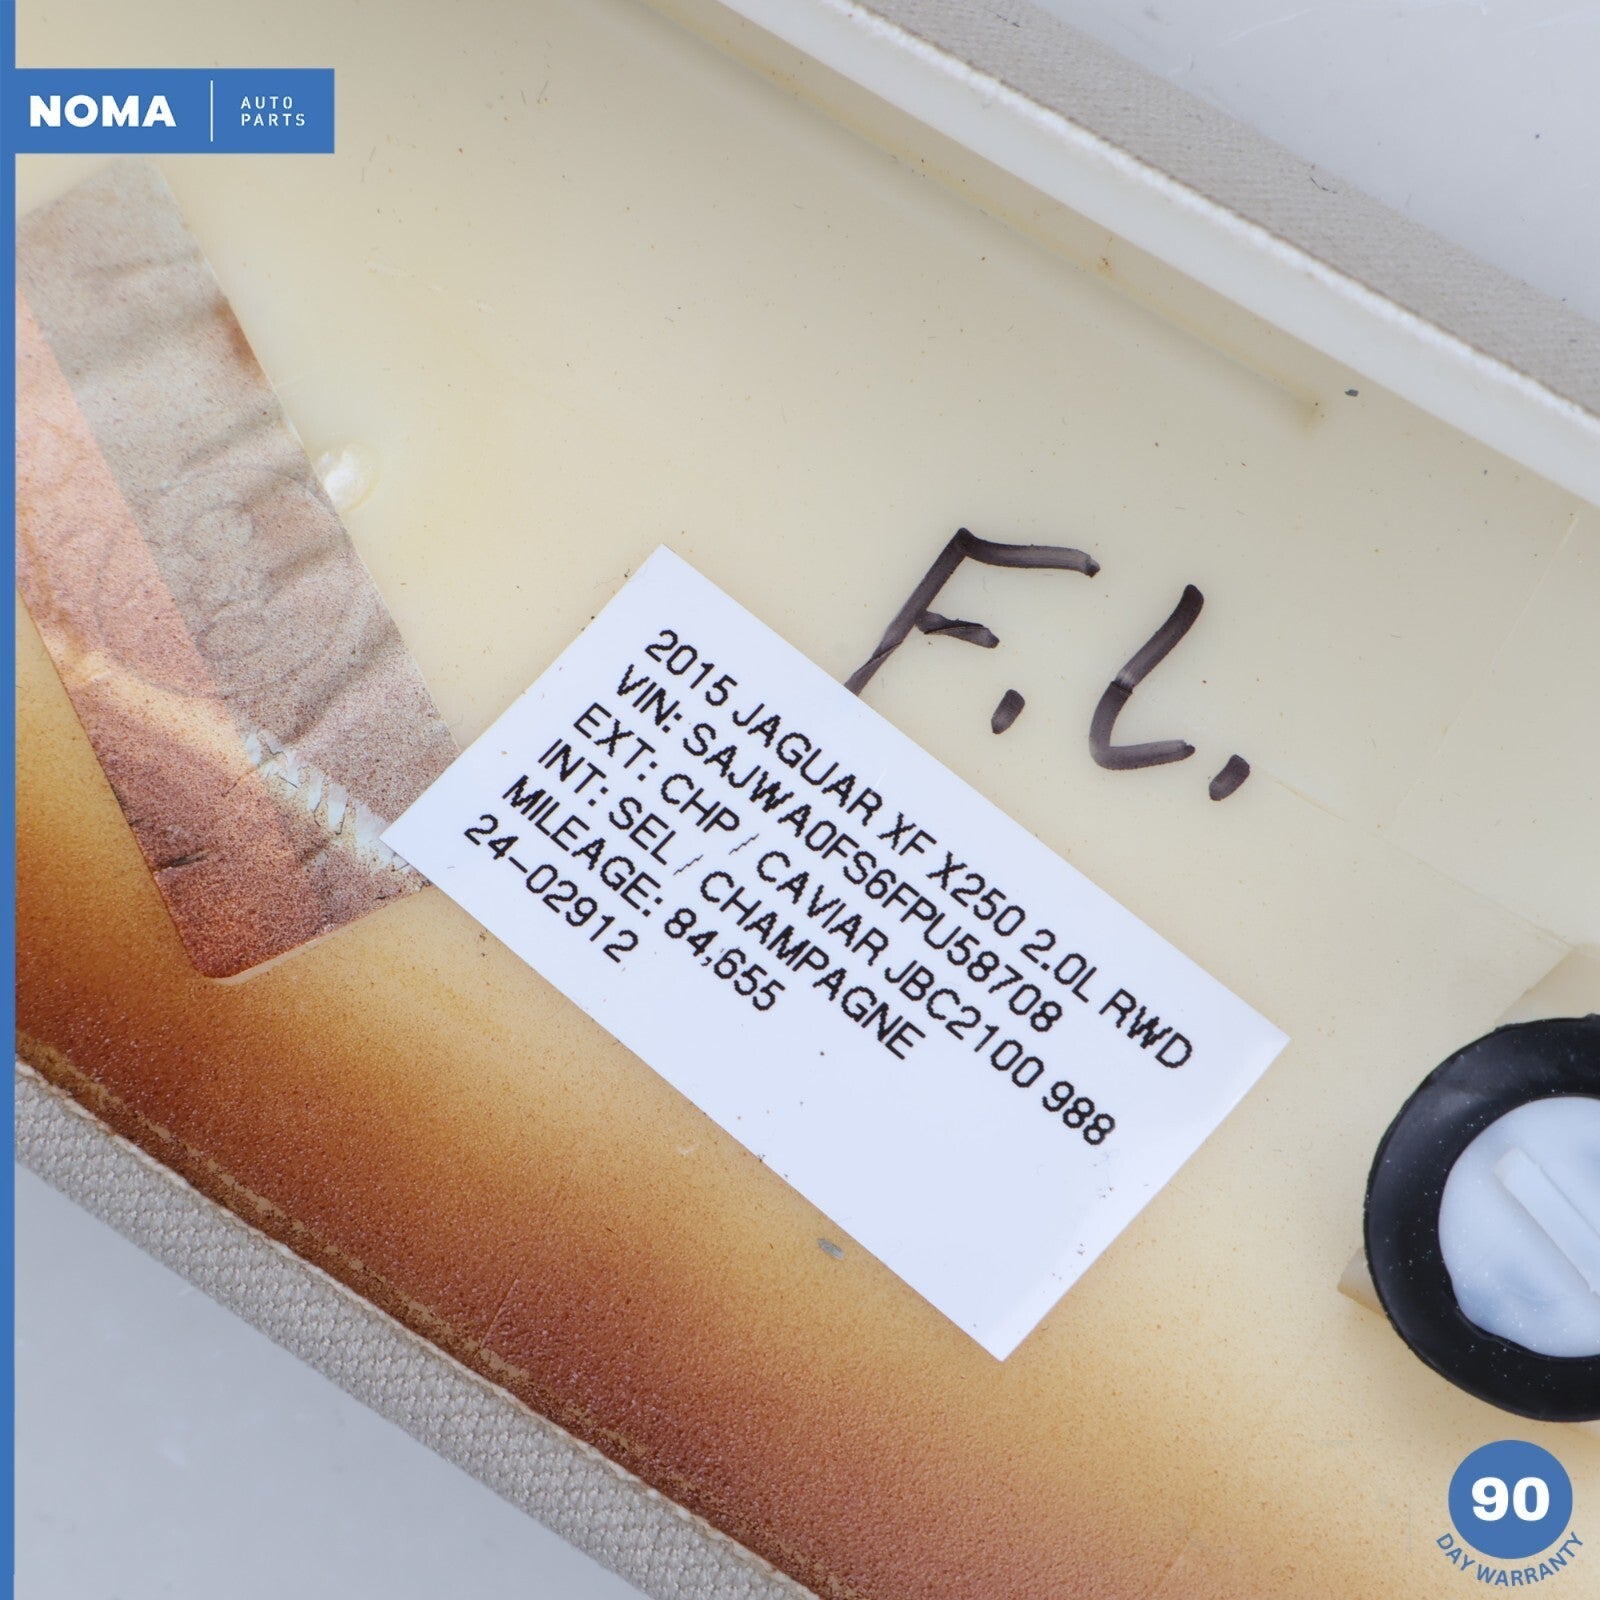 NOMA
AUTO
PARTS
F.L.
2015 JAGUAR XF X250 2.0L RWD
VIN: SAJWA0FS6FPU58708
EXT: CHP / CAVIAR JBC2100 988
INT: SEL / CHAMPAGNE
MILEAGE: 84,655
24-02912
90
DAY WARRANTY